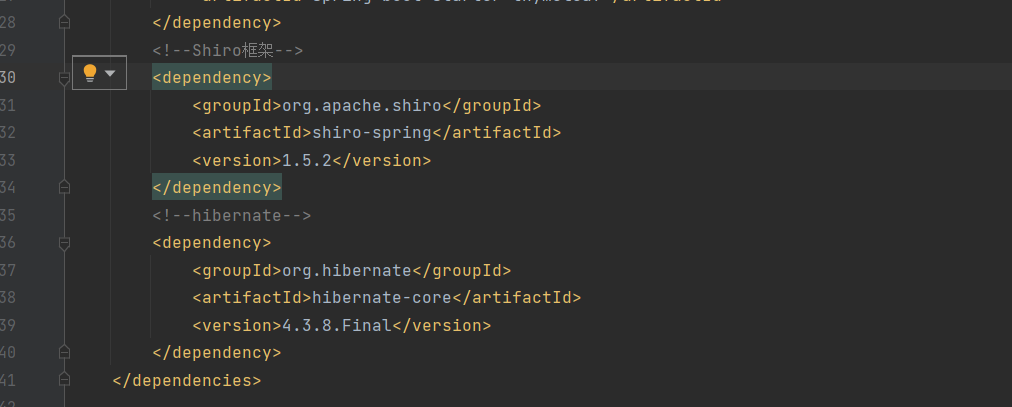 28 </dependency>
29 <!--Shiro框架-->
30 <dependency>
31 <groupId>org.apache.shiro</groupId>
32 <artifactId>shiro-spring</artifactId>
33 <version>1.5.2</version>
34 </dependency>
35 <!--hibernate-->
36 <dependency>
37 <groupId>org.hibernate</groupId>
38 <artifactId>hibernate-core</artifactId>
39 <version>4.3.8.Final</version>
40 </dependency>
41 </dependencies>